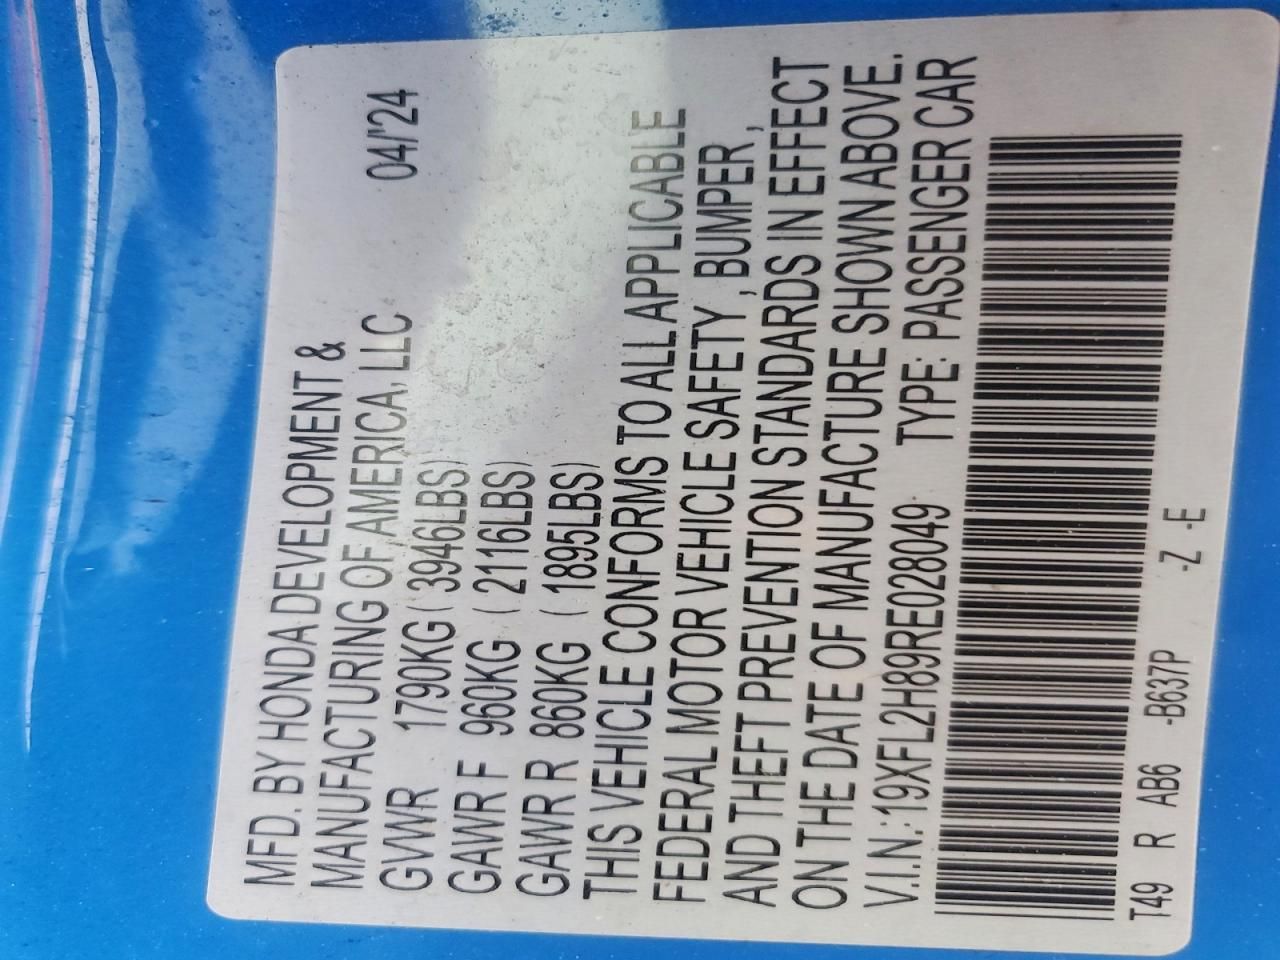 MFD. BY HONDA DEVELOPMENT &
MANUFACTURING OF AMERICA, LLC 04/'24
GVWR 1790KG ( 3946LBS)
GAWR F 960KG ( 2116LBS)
GAWR R 860KG ( 1895LBS)
THIS VEHICLE CONFORMS TO ALL APPLICABLE
FEDERAL MOTOR VEHICLE SAFETY , BUMPER ,
AND THEFT PREVENTION STANDARDS IN EFFECT
ON THE DATE OF MANUFACTURE SHOWN ABOVE.
V.I.N.:19XFL2H89RE028049 TYPE: PASSENGER CAR
T49 R AB6 -B637P -Z -E